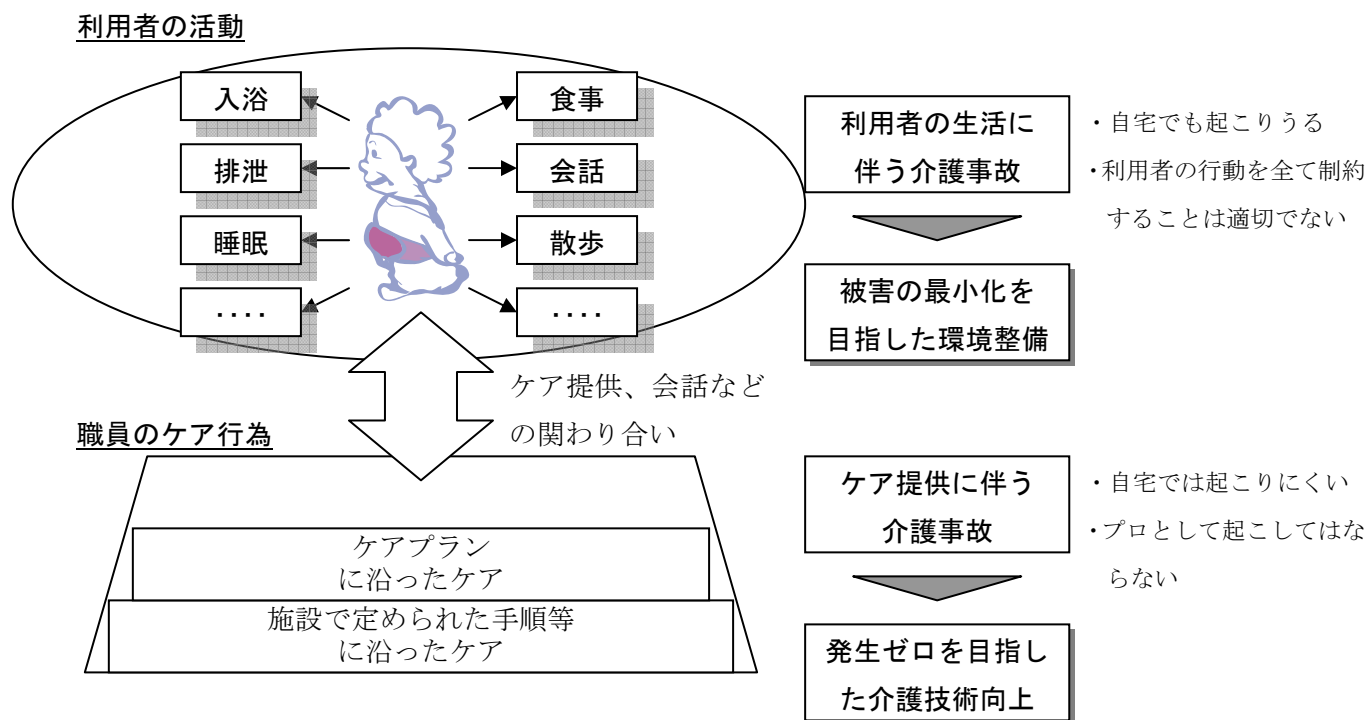 利用者の活動
入浴
排泄
睡眠
・・・・
食事
会話
散歩
・・・・
利用者の生活に
伴う介護事故
・自宅でも起こりうる
・利用者の行動を全て制約
することは適切でない
被害の最小化を
目指した環境整備
ケア提供、会話など
の関わり合い
職員のケア行為
ケアプラン
に沿ったケア
施設で定められた手順等
に沿ったケア
ケア提供に伴う
介護事故
・自宅では起こりにくい
・プロとして起こしてはな
らない
発生ゼロを目指し
た介護技術向上